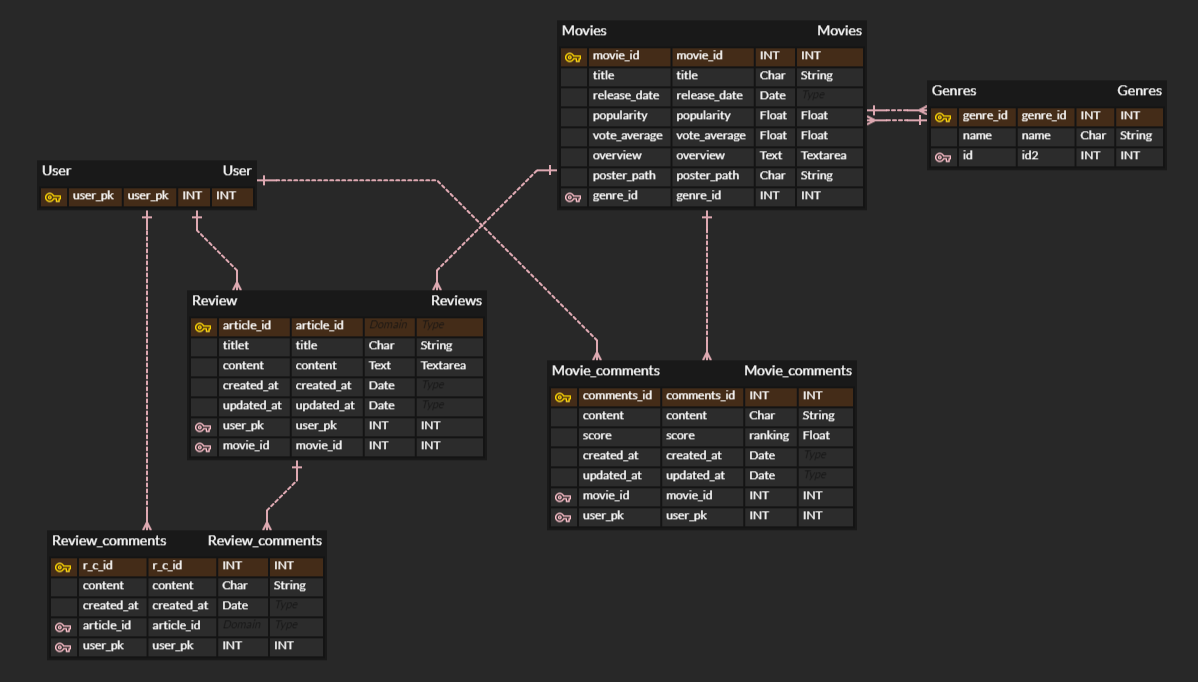 Movies Movies
movie_id movie_id INT INT
title title Char String
release_date release_date Date Type
popularity popularity Float Float
vote_average vote_average Float Float
overview overview Text Textarea
poster_path poster_path Char String
genre_id genre_id INT INT
Genres Genres
genre_id genre_id INT INT
name name Char String
id id2 INT INT
User User
user_pk user_pk INT INT
Review Reviews
article_id article_id Domain Type
titlet title Char String
content content Text Textarea
created_at created_at Date Type
updated_at updated_at Date Type
user_pk user_pk INT INT
movie_id movie_id INT INT
Movie_comments Movie_comments
comments_id comments_id INT INT
content content Char String
score score ranking Float
created_at created_at Date Type
updated_at updated_at Date Type
movie_id movie_id INT INT
user_pk user_pk INT INT
Review_comments Review_comments
r_c_id r_c_id INT INT
content content Char String
created_at created_at Date Type
article_id article_id Domain Type
user_pk user_pk INT INT